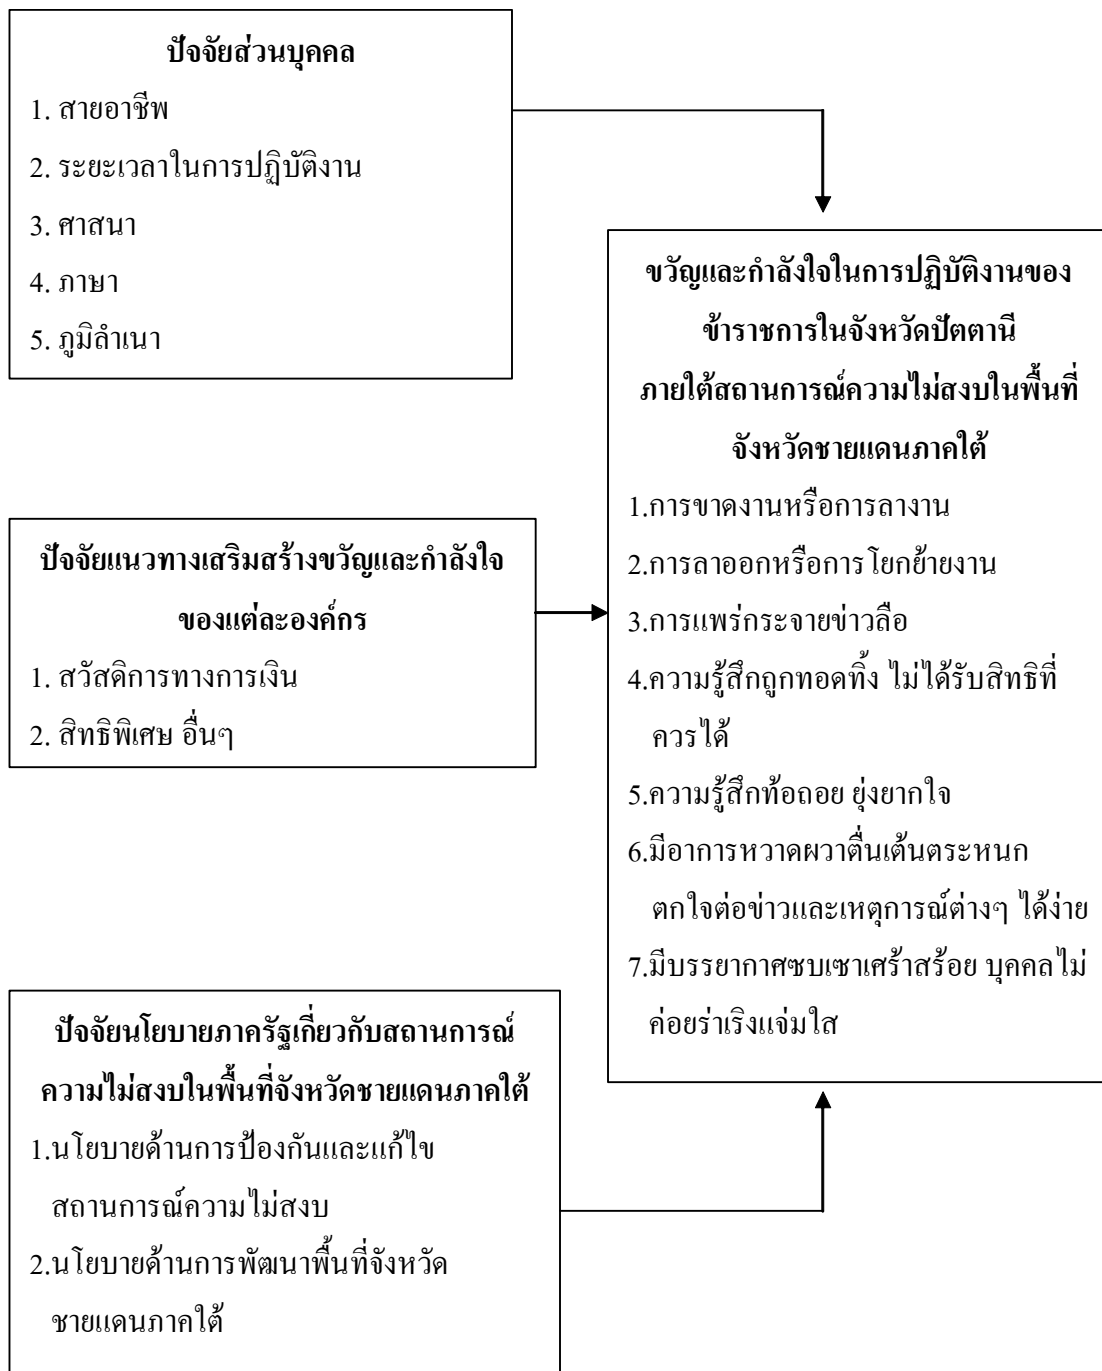 ปัจจัยส่วนบุคคล
1. สายอาชีพ
2. ระยะเวลาในการปฏิบัติงาน
3. ศาสนา
4. ภาษา
5. ภูมิลำเนา
ปัจจัยแนวทางเสริมสร้างขวัญและกำลังใจ
ของแต่ละองค์กร
1. สวัสดิการทางการเงิน
2. สิทธิพิเศษ อื่นๆ
ปัจจัยนโยบายภาครัฐเกี่ยวกับสถานการณ์
ความไม่สงบในพื้นที่จังหวัดชายแดนภาคใต้
1.นโยบายด้านการป้องกันและแก้ไข
สถานการณ์ความไม่สงบ
2.นโยบายด้านการพัฒนาพื้นที่จังหวัด
ชายแดนภาคใต้
ขวัญและกำลังใจในการปฏิบัติงานของ
ข้าราชการในจังหวัดปัตตานี
ภายใต้สถานการณ์ความไม่สงบในพื้นที่
จังหวัดชายแดนภาคใต้
1.การขาดงานหรือการลางาน
2.การลาออกหรือการโยกย้ายงาน
3.การแพร่กระจายข่าวลือ
4.ความรู้สึกถูกทอดทิ้ง ไม่ได้รับสิทธิที่
ควรได้
5.ความรู้สึกท้อถอย ยุ่งยากใจ
6.มีอาการหวาดผวาตื่นเต้นตระหนก
ตกใจต่อข่าวและเหตุการณ์ต่างๆ ได้ง่าย
7.มีบรรยากาศซบเซาเศร้าสร้อย บุคคลไม่
ค่อยร่าเริงแจ่มใส